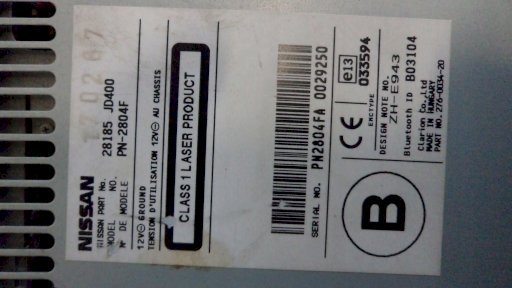 NISSAN
NISSAN PART No. 28185 JD400
MODEL NO. PN-2804F
N° DE MODELE
12V⊖ GROUND
TENSION D'UTILISATION 12V⊖ AU CHASSIS
CLASS 1 LASER PRODUCT
SERIAL NO. PN2804FA 0029250
CE
e13
EMCTYPE 033594
DESIGN NOTE NO.
ZH-E943
Bluetooth ID B03104
Clarion Co.,Ltd
MADE IN HUNGARY
PART NO. 276-0034-20
B